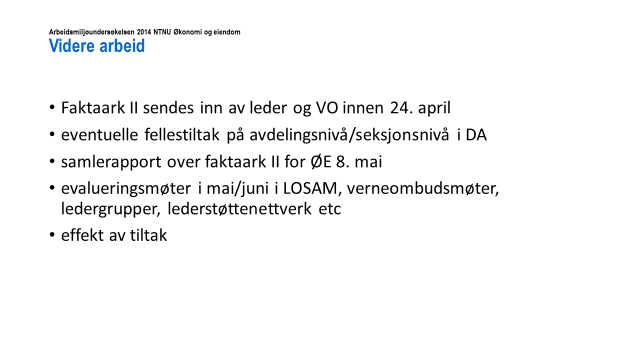 Arbeidsmiljøundersøkelsen 2014 NTNU Økonomi og eiendom
Videre arbeid
• Faktaark II sendes inn av leder og VO innen 24. april
• eventuelle fellestiltak på avdelingsnivå/seksjonsnivå i DA
• samlerapport over faktaark II for ØE 8. mai
• evalueringsmøter i mai/juni i LOSAM, verneombudsmøter,
ledergrupper, lederstøttenettverk etc
• effekt av tiltak